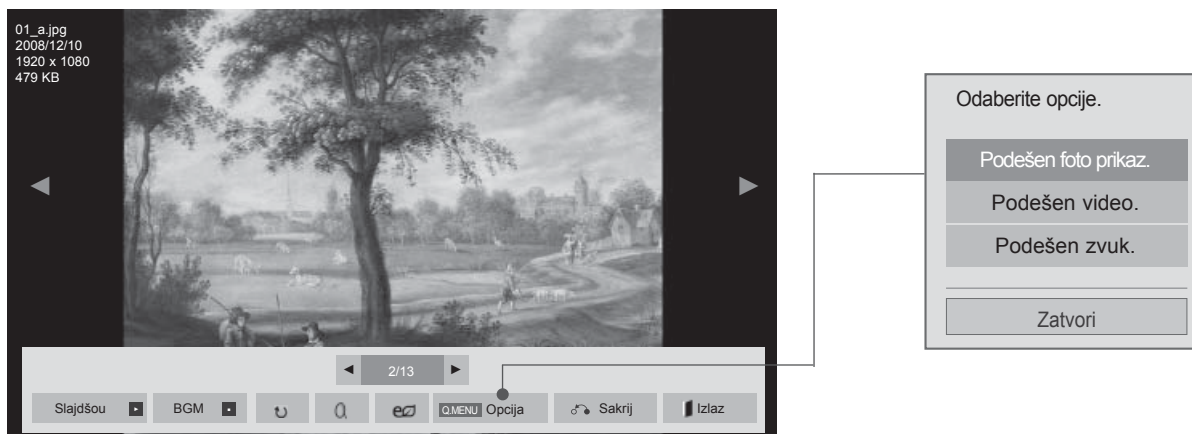 01_a.jpg
2008/12/10
1920 x 1080
479 KB
2/13
Slajdšou
BGM
Q.MENU Opcija
Sakrij
Izlaz
Odaberite opcije.
Podešen foto prikaz.
Podešen video.
Podešen zvuk.
Zatvori